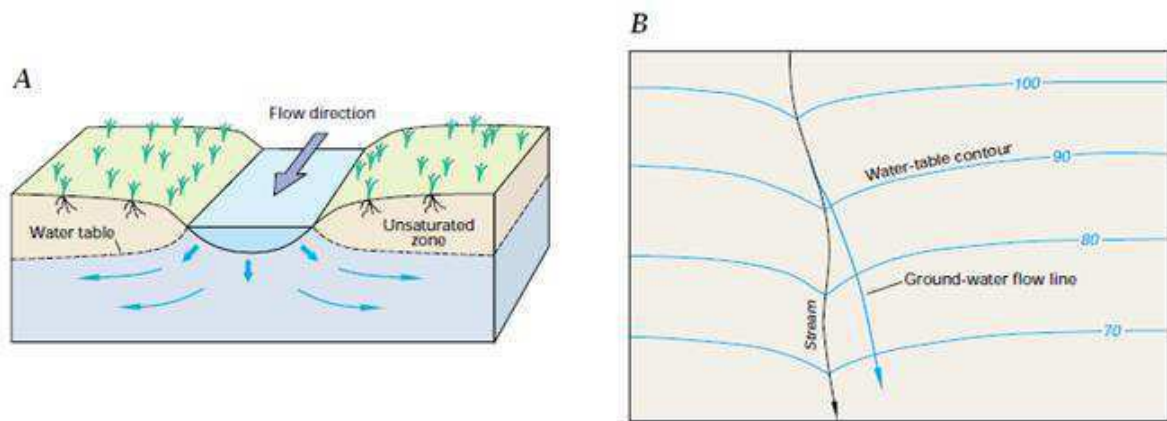 A
Flow direction
Water table
Unsaturated
zone
B
100
Water-table contour
90
80
Ground-water flow line
Stream
70